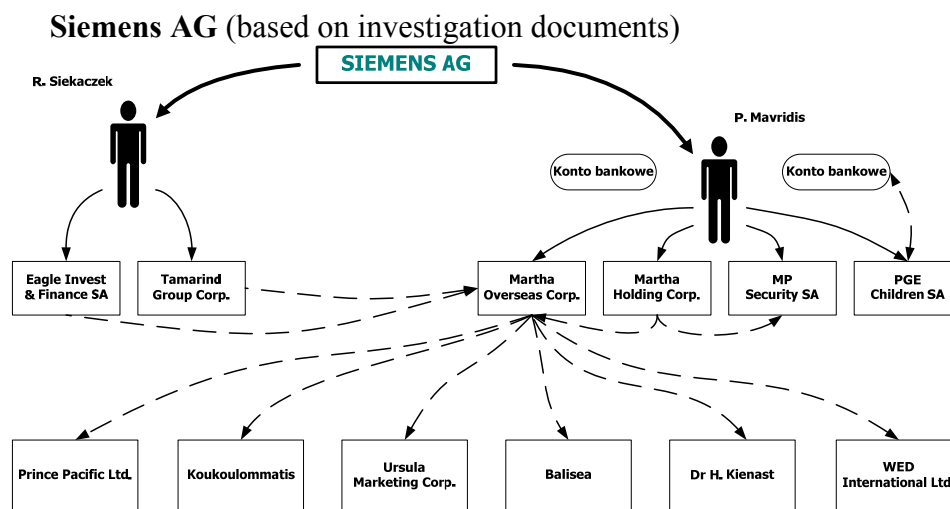 Siemens AG (based on investigation documents)
SIEMENS AG
R. Siekaczek
P. Mavridis
Konto bankowe
Konto bankowe
Eagle Invest
& Finance SA
Tamarind
Group Corp.
Martha
Overseas Corp.
Martha
Holding Corp.
MP
Security SA
PGE
Children SA
Prince Pacific Ltd.
Koukoulommatis
Ursula
Marketing Corp.
Balisea
Dr H. Kienast
WED
International Ltd